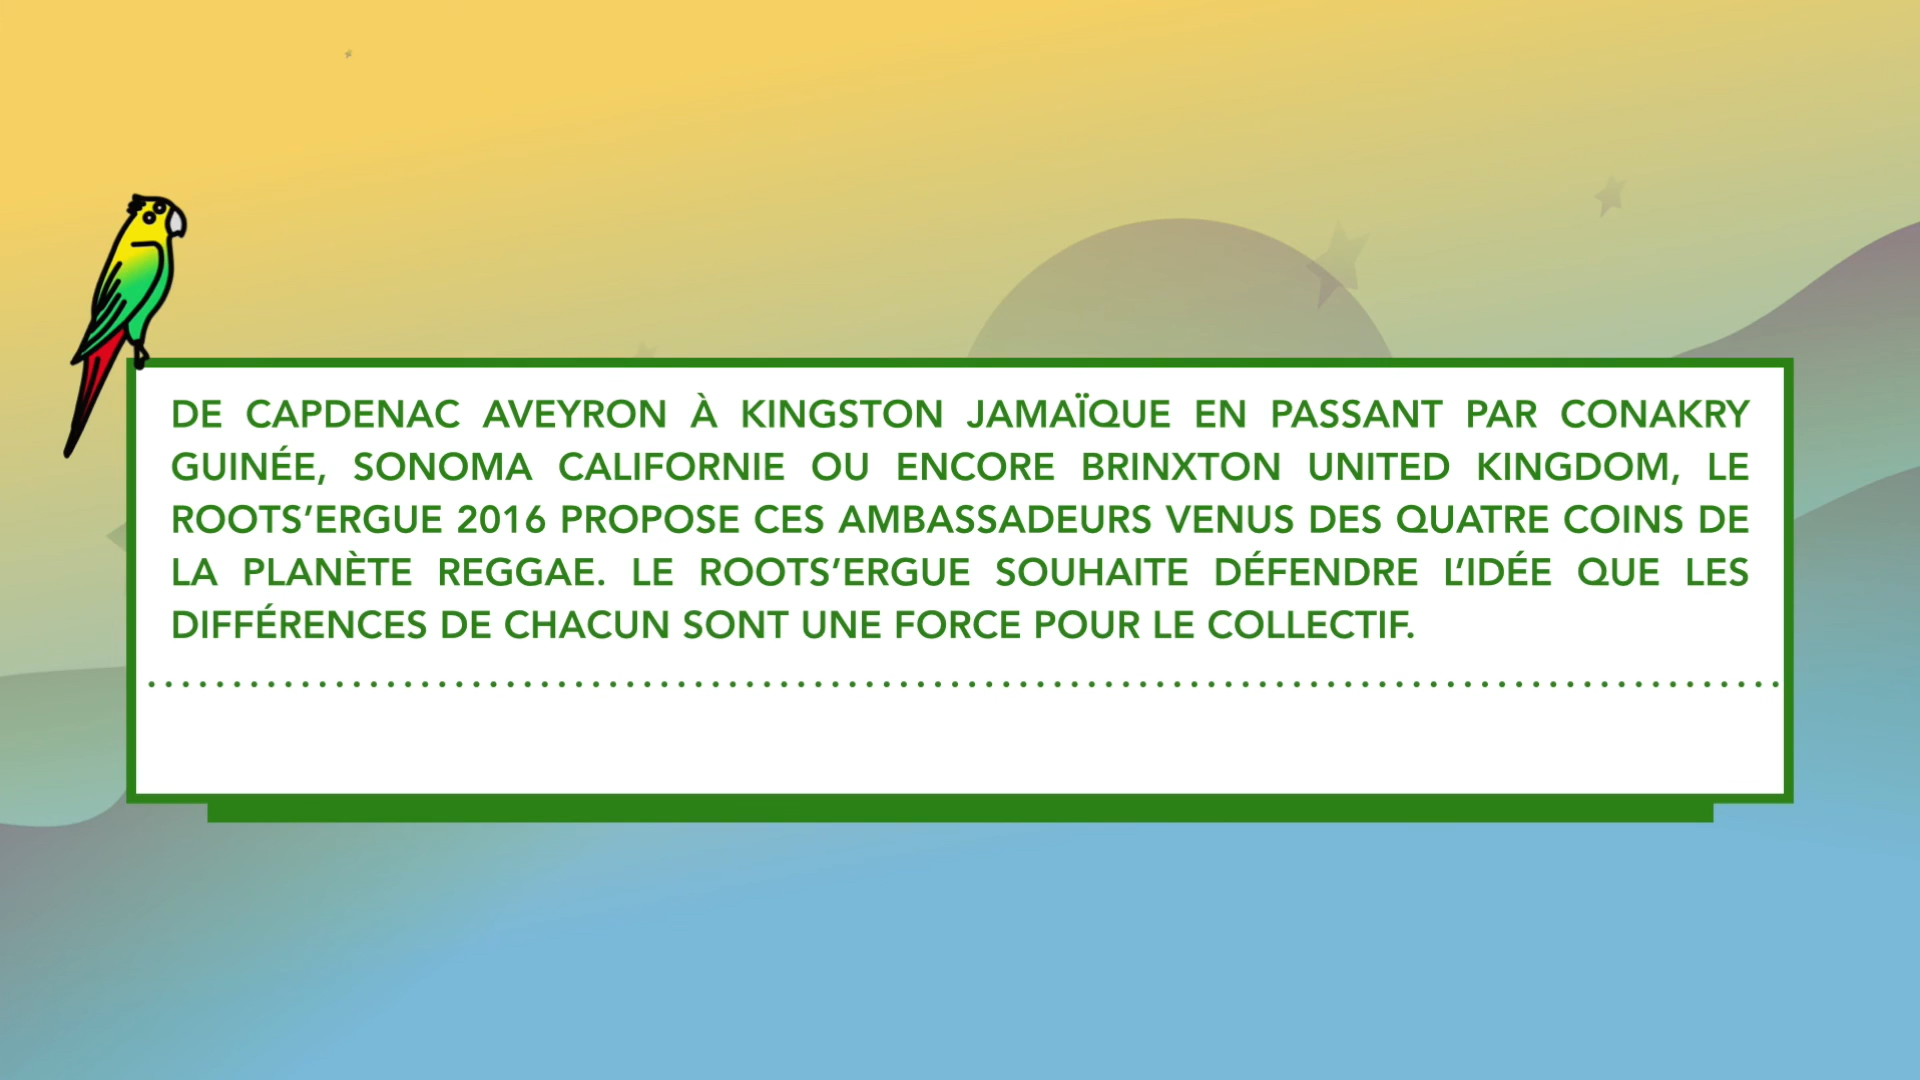 DE CAPDENAC AVEYRON À KINGSTON JAMAÏQUE EN PASSANT PAR CONAKRY
GUINÉE, SONOMA CALIFORNIE OU ENCORE BRINXTON UNITED KINGDOM, LE
ROOTS’ERGUE 2016 PROPOSE CES AMBASSADEURS VENUS DES QUATRE COINS DE
LA PLANÈTE REGGAE. LE ROOTS’ERGUE SOUHAITE DÉFENDRE L’IDÉE QUE LES
DIFFÉRENCES DE CHACUN SONT UNE FORCE POUR LE COLLECTIF.